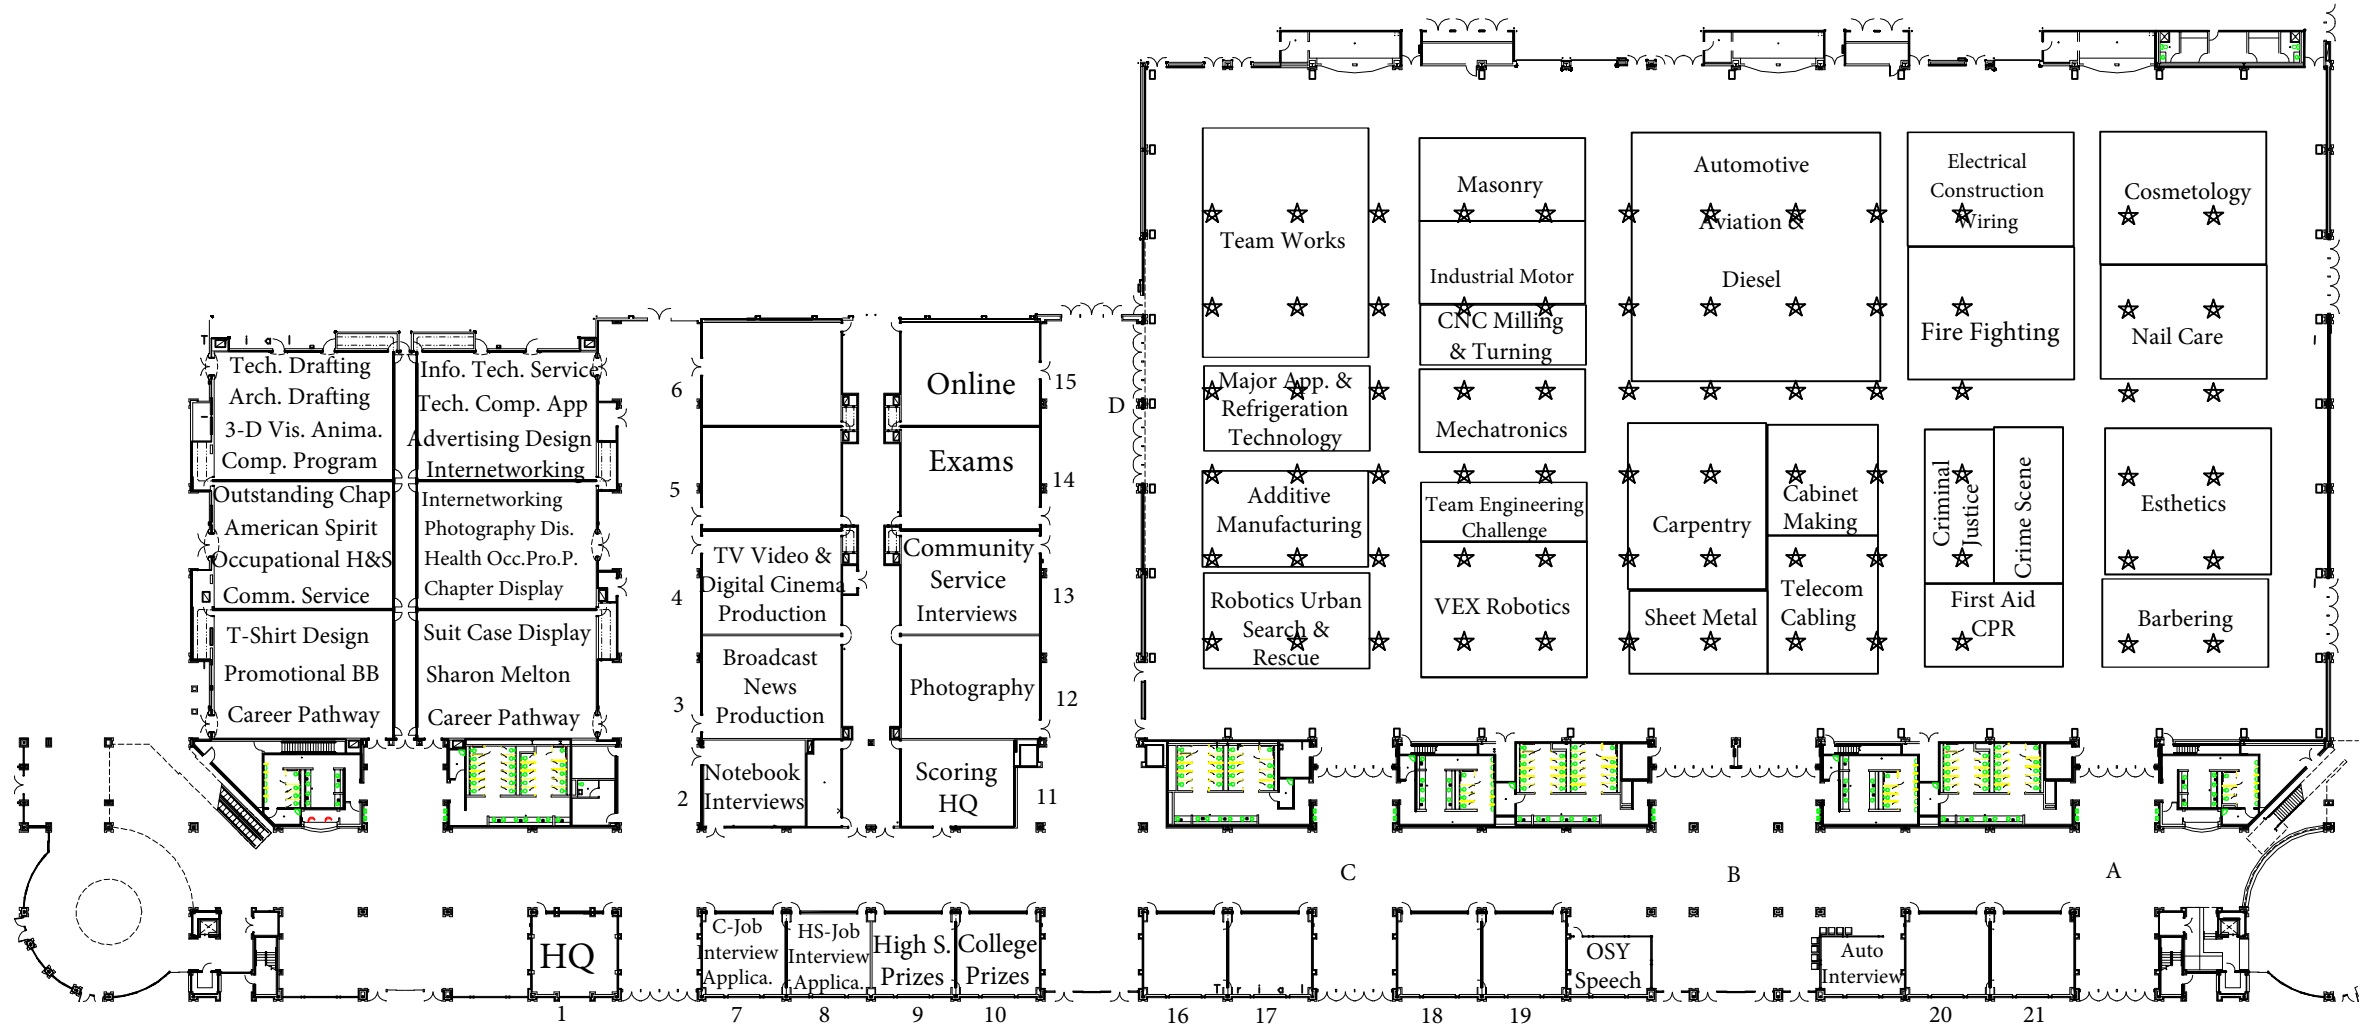 Trial
Tech. Drafting
Arch. Drafting
3-D Vis. Anima.
Comp. Program
Outstanding Chap
American Spirit
Occupational H&S
Comm. Service
T-Shirt Design
Promotional BB
Career Pathway
Info. Tech. Service
Tech. Comp. App
Advertising Design
Internetworking
Internetworking
Photography Dis.
Health Occ.Pro.P.
Chapter Display
Suit Case Display
Sharon Melton
Career Pathway
6
5
4
TV Video &
Digital Cinema
Production
3
Broadcast
News
Production
2
Notebook
Interviews
Online
15
Exams
14
Community
Service
Interviews
13
Photography
12
Scoring
HQ
11
D
Team Works
Major App. &
Refrigeration
Technology
Additive
Manufacturing
Robotics Urban
Search &
Rescue
Masonry
Industrial Motor
CNC Milling
& Turning
Mechatronics
Team Engineering
Challenge
VEX Robotics
Automotive
Aviation &
Diesel
Carpentry
Cabinet
Making
Sheet Metal
Telecom
Cabling
Electrical
Construction
Wiring
Fire Fighting
Criminal
Justice
Crime Scene
First Aid
CPR
Cosmetology
Nail Care
Esthetics
Barbering
C
B
A
HQ
C-Job
Interview
Applica.
HS-Job
Interview
Applica.
High S.
Prizes
College
Prizes
Trial
OSY
Speech
Auto
Interview
1
7
8
9
10
16
17
18
19
20
21